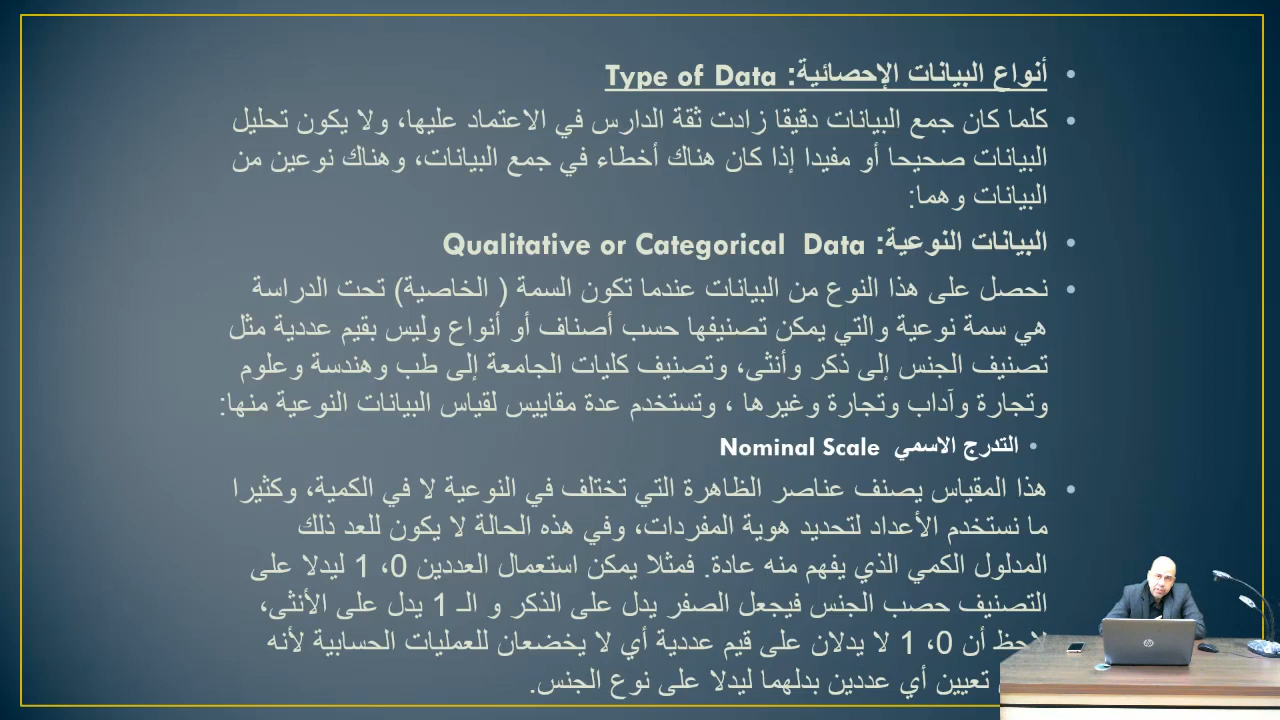 أنواع البيانات الإحصائية: Type of Data
كلما كان جمع البيانات دقيقا زادت ثقة الدارس في الاعتماد عليها، ولا يكون تحليل
البيانات صحيحا أو مفيدا إذا كان هناك أخطاء في جمع البيانات، وهناك نوعين من
البيانات وهما:
البيانات النوعية: Qualitative or Categorical Data
نحصل على هذا النوع من البيانات عندما تكون السمة ( الخاصية) تحت الدراسة
هي سمة نوعية والتي يمكن تصنيفها حسب أصناف أو أنواع وليس بقيم عددية مثل
تصنيف الجنس إلى ذكر وأنثى، وتصنيف كليات الجامعة إلى طب وهندسة وعلوم
وتجارة وآداب وتجارة وغيرها ، وتستخدم عدة مقاييس لقياس البيانات النوعية منها:
التدرج الاسمي Nominal Scale
هذا المقياس يصنف عناصر الظاهرة التي تختلف في النوعية لا في الكمية، وكثيرا
ما نستخدم الأعداد لتحديد هوية المفردات، وفي هذه الحالة لا يكون للعد ذلك
المدلول الكمي الذي يفهم منه عادة. فمثلا يمكن استعمال العددين 0، 1 ليدلا على
التصنيف حصب الجنس فيجعل الصفر يدل على الذكر و الـ 1 يدل على الأنثى،
لاحظ أن 0، 1 لا يدلان على قيم عددية أي لا يخضعان للعمليات الحسابية لأنه
تعيين أي عددين بدلهما ليدلا على نوع الجنس.